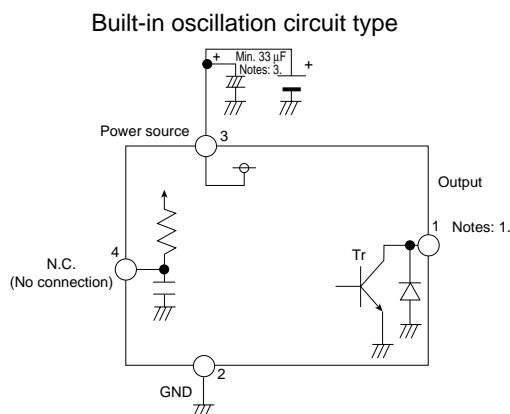 Built-in oscillation circuit type
+ Min. 33 μF +
Notes: 3.
Power source 3
Output
1 Notes: 1.
Tr
4
N.C.
(No connection)
2
GND